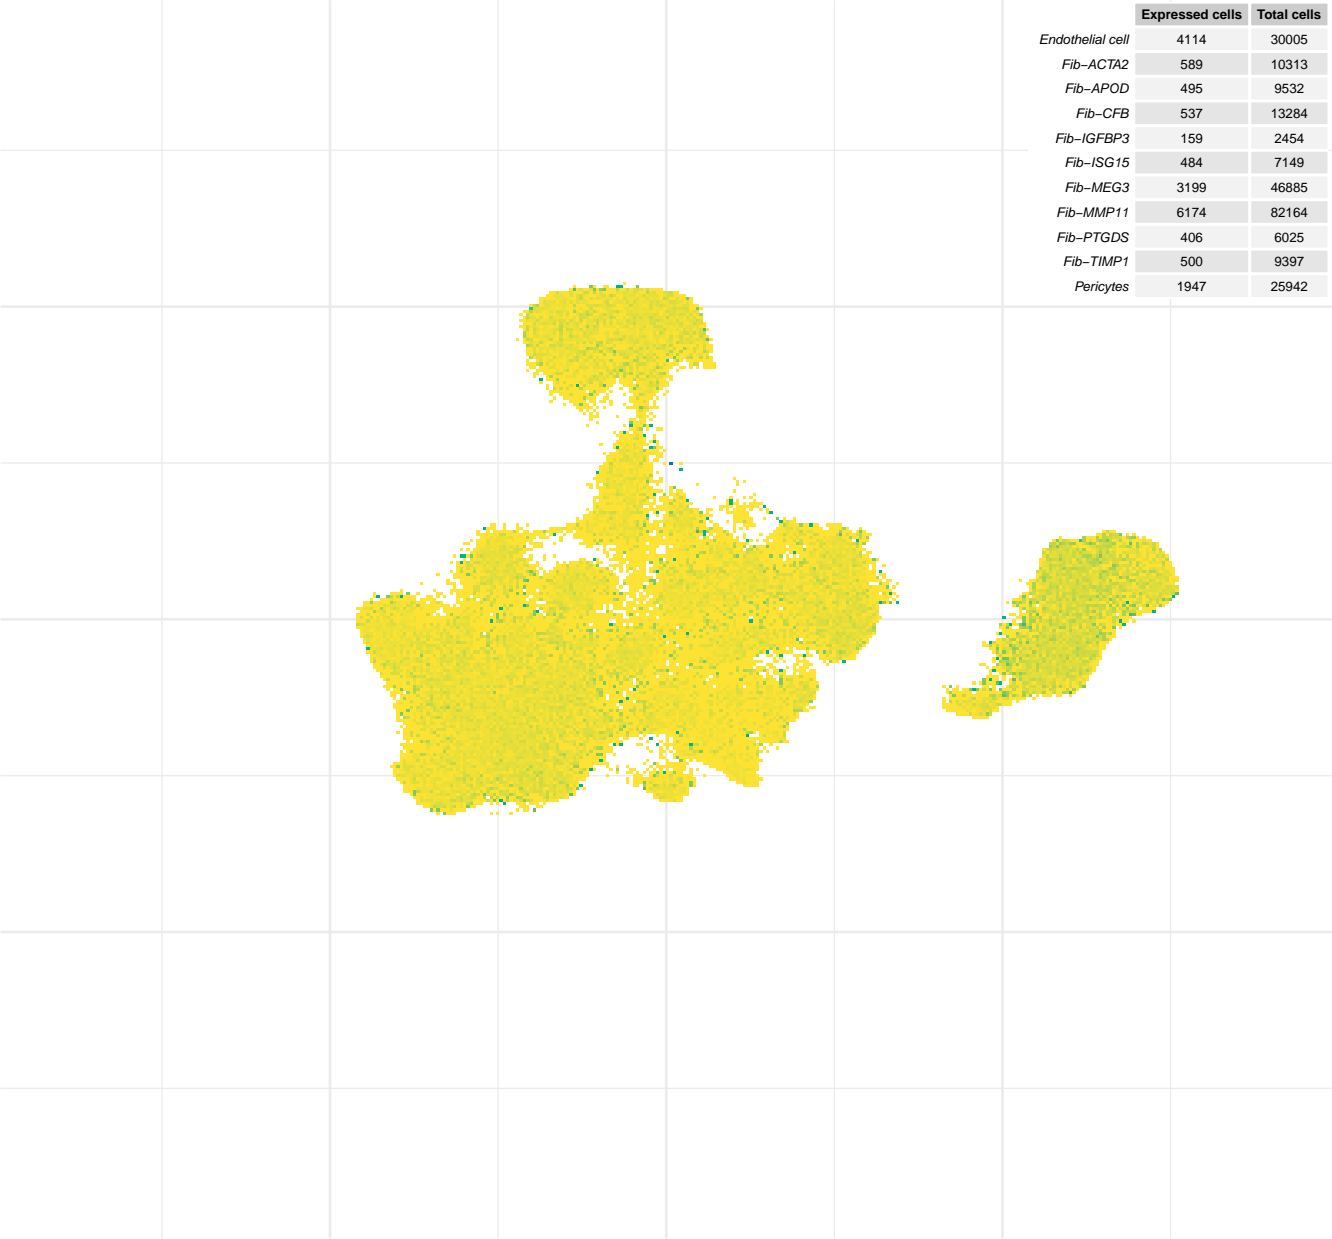 Expressed cells Total cells
Endothelial cell 4114 30005
Fib−ACTA2 589 10313
Fib−APOD 495 9532
Fib−CFB 537 13284
Fib−IGFBP3 159 2454
Fib−ISG15 484 7149
Fib−MEG3 3199 46885
Fib−MMP11 6174 82164
Fib−PTGDS 406 6025
Fib−TIMP1 500 9397
Pericytes 1947 25942